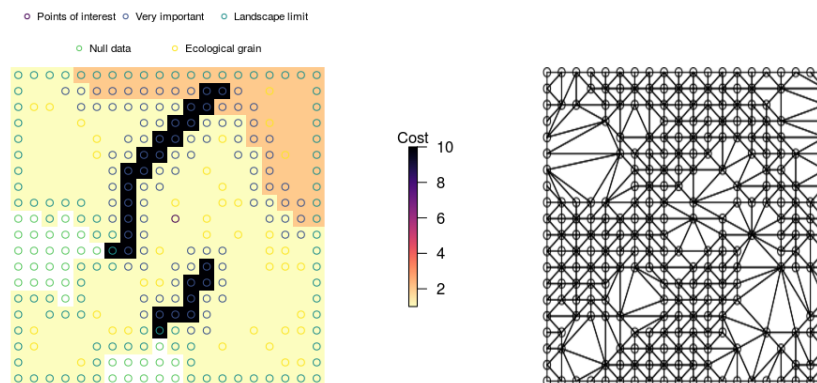 Points of interest Very important Landscape limit
Null data Ecological grain
Cost
10
8
6
4
2